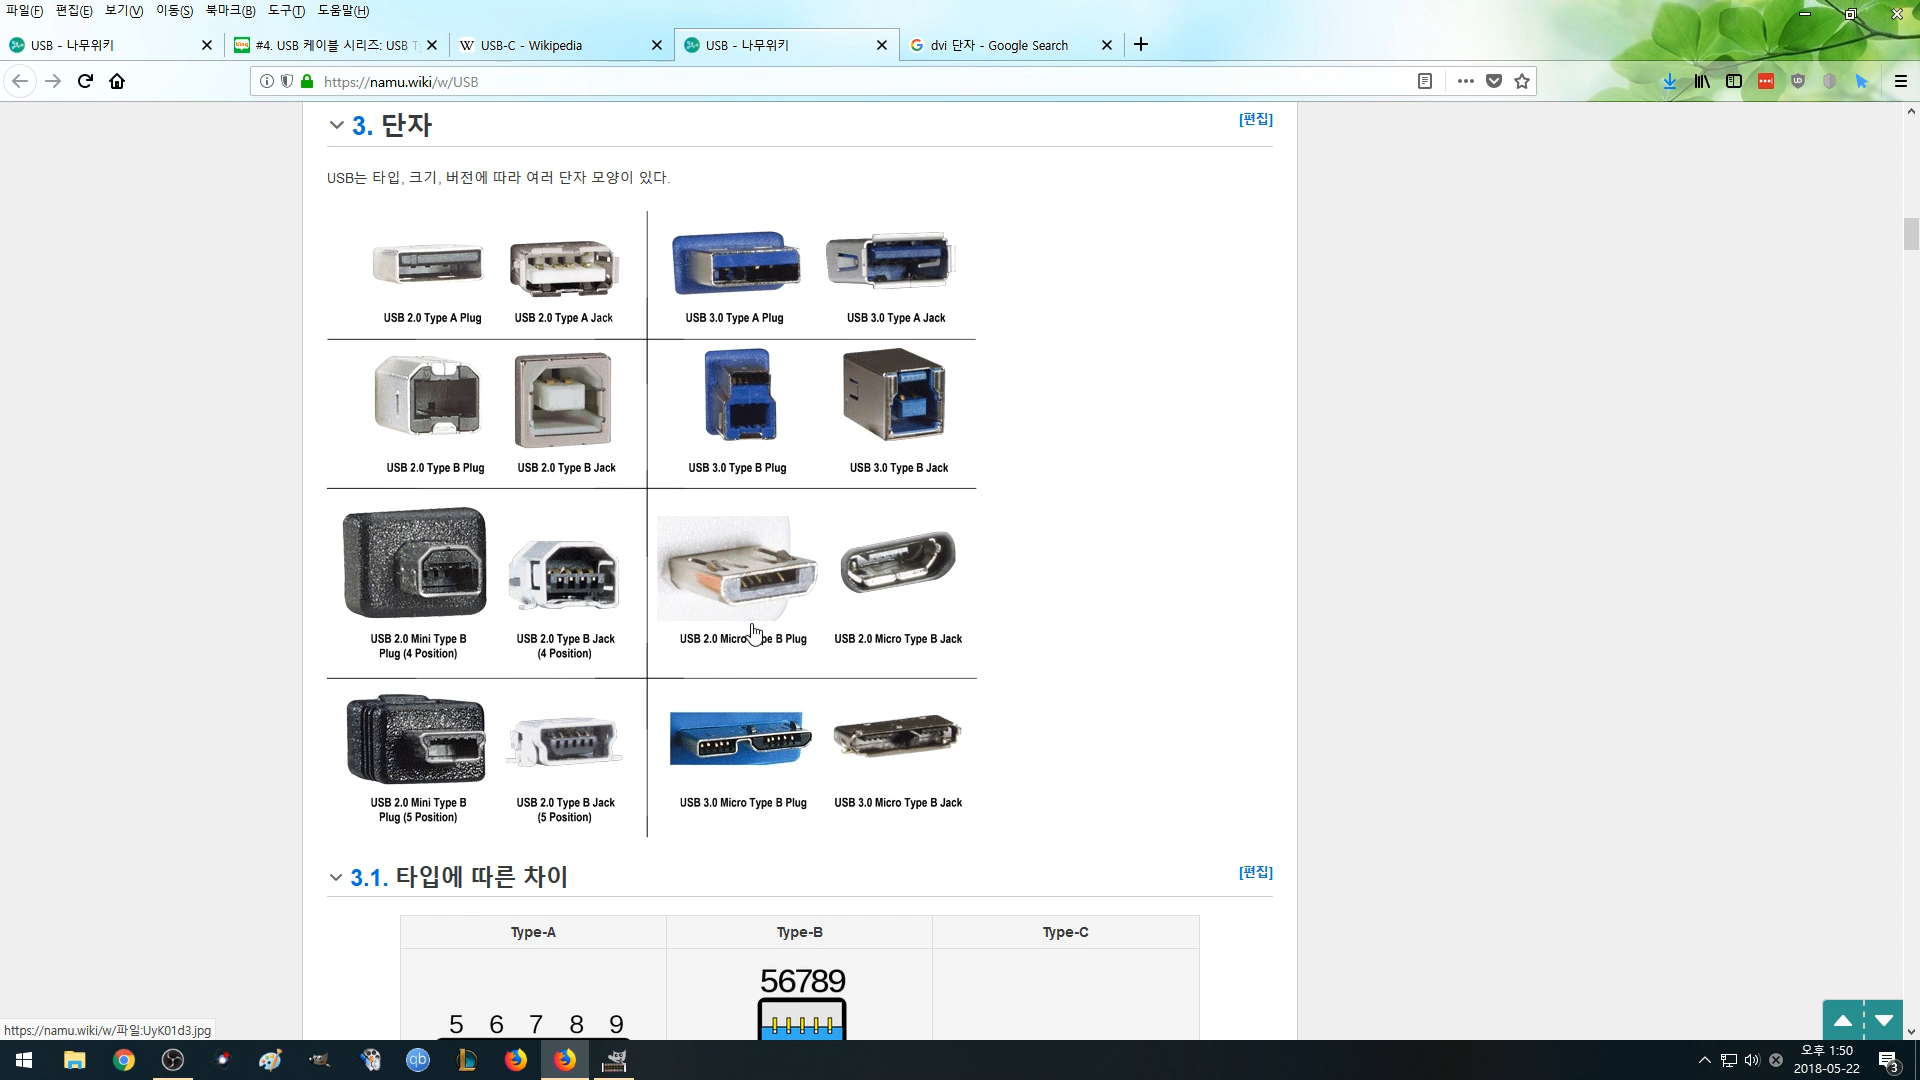 파일(F) 편집(E) 보기(V) 이동(S) 북마크(B) 도구(T) 도움말(H)
USB - 나무위키
#4. USB 케이블 시리즈: USB T
USB-C - Wikipedia
USB - 나무위키
dvi 단자 - Google Search
https://namu.wiki/w/USB
3. 단자
[편집]
USB는 타입, 크기, 버전에 따라 여러 단자 모양이 있다.
USB 2.0 Type A Plug
USB 2.0 Type A Jack
USB 3.0 Type A Plug
USB 3.0 Type A Jack
USB 2.0 Type B Plug
USB 2.0 Type B Jack
USB 3.0 Type B Plug
USB 3.0 Type B Jack
USB 2.0 Mini Type B
Plug (4 Position)
USB 2.0 Type B Jack
(4 Position)
USB 2.0 Micro Type B Plug
USB 2.0 Micro Type B Jack
USB 2.0 Mini Type B
Plug (5 Position)
USB 2.0 Type B Jack
(5 Position)
USB 3.0 Micro Type B Plug
USB 3.0 Micro Type B Jack
3.1. 타입에 따른 차이
[편집]
Type-A
Type-B
Type-C
56789
5 6 7 8 9
https://namu.wiki/w/파일:UyK01d3.jpg
qb
오후 1:50
2018-05-22
3